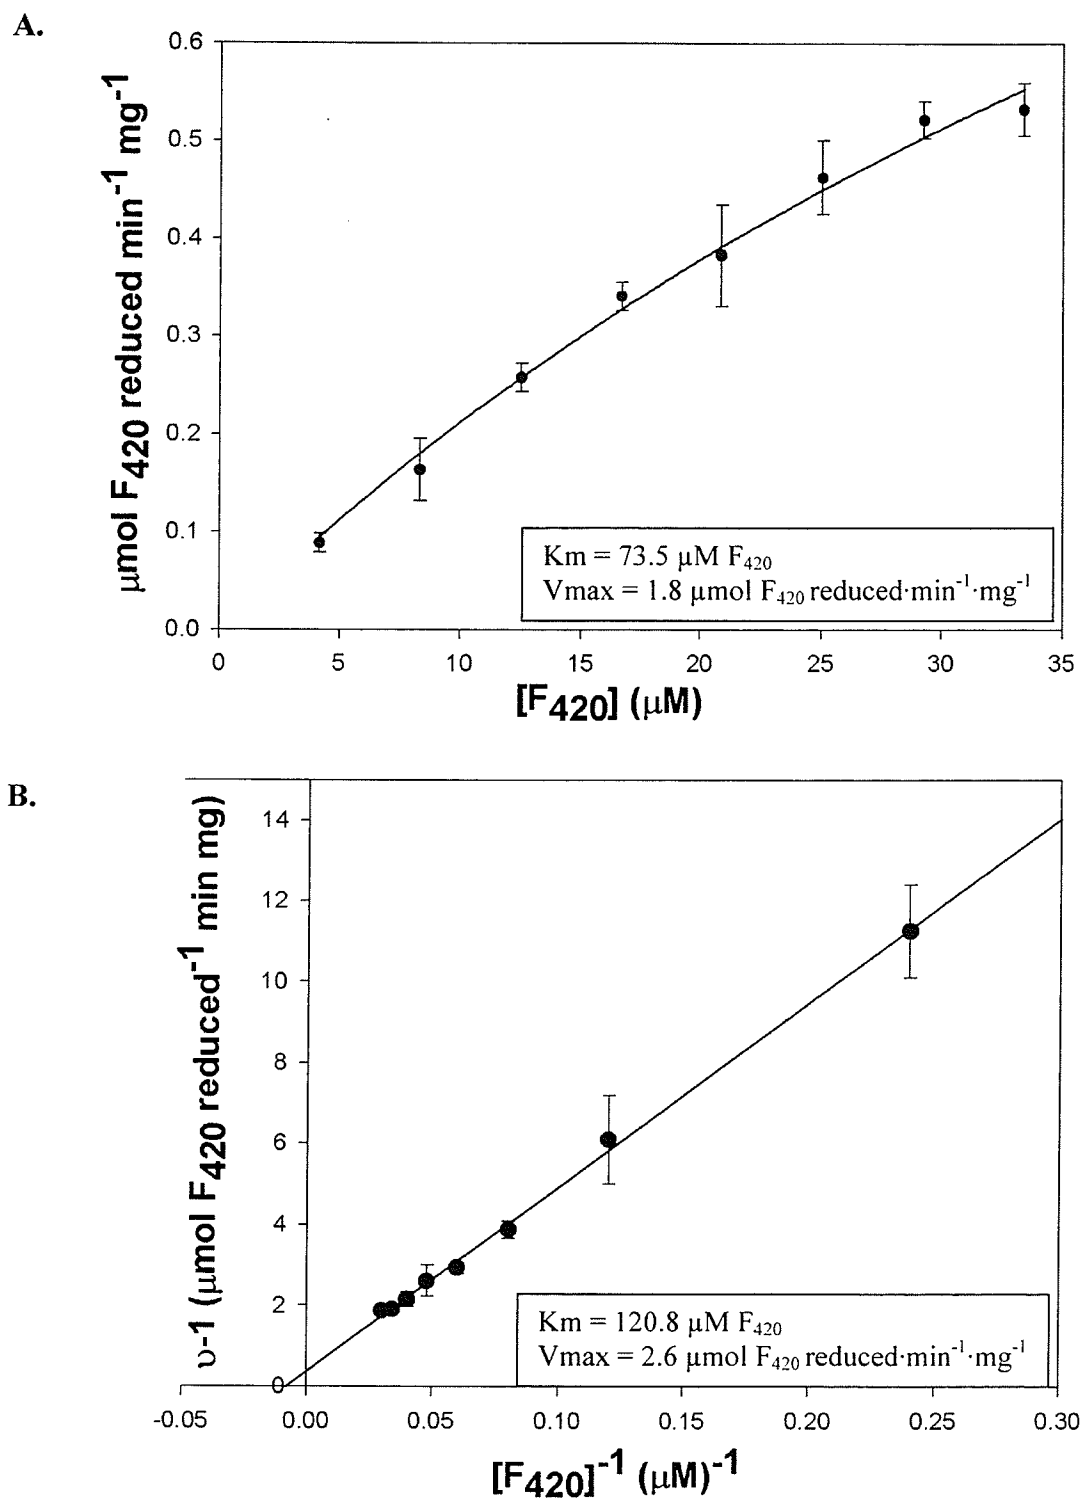 A.
μmol F420 reduced min-1 mg-1
0.6
0.5
0.4
0.3
0.2
0.1
0.0
Km = 73.5 μM F420
Vmax = 1.8 μmol F420 reduced·min-1·mg-1
0 5 10 15 20 25 30 35
[F420] (μM)
B.
υ-1 (μmol F420 reduced-1 min mg)
14
12
10
8
6
4
2
0
Km = 120.8 μM F420
Vmax = 2.6 μmol F420 reduced·min-1·mg-1
-0.05 0.00 0.05 0.10 0.15 0.20 0.25 0.30
[F420]-1 (μM)-1